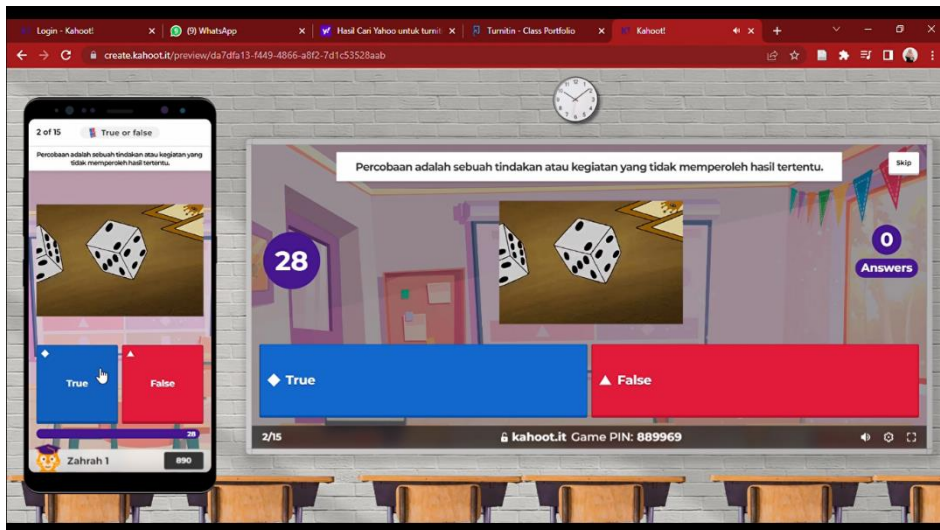 Login - Kahoot!
(9) WhatsApp
Hasil Cari Yahoo untuk turniti
Turnitin - Class Portfolio
Kahoot!
create.kahoot.it/preview/da7dfa13-f449-4866-a8f2-7d1c53528aab
2 of 15
True or false
Percobaan adalah sebuah tindakan atau kegiatan yang
tidak memperoleh hasil tertentu.
True
False
28
Zahrah 1
890
Percobaan adalah sebuah tindakan atau kegiatan yang tidak memperoleh hasil tertentu.
Skip
28
0
Answers
True
False
2/15
kahoot.it Game PIN: 889969